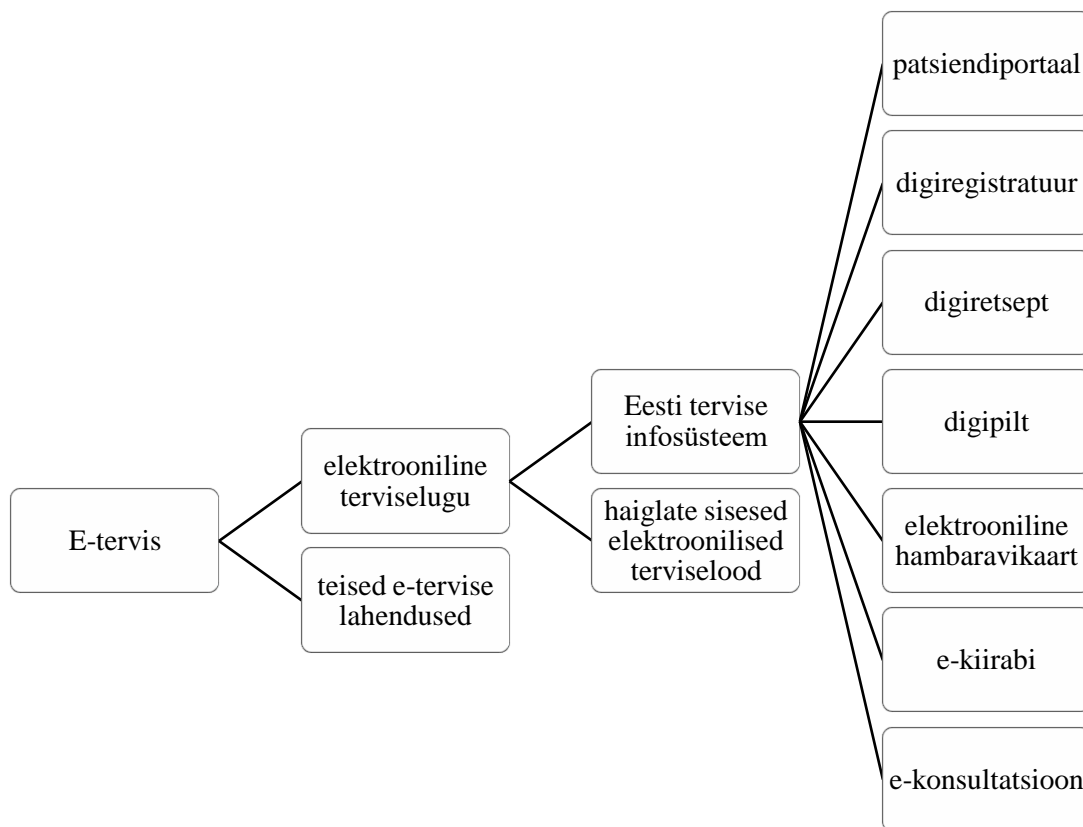 E-tervis
elektrooniline
terviselugu
teised e-tervise
lahendused
Eesti tervise
infosüsteem
haiglate sisesed
elektroonilised
terviselood
patsiendiportaal
digiregistratuur
digiretsept
digipilt
elektrooniline
hambaravikaart
e-kiirabi
e-konsultatsioon